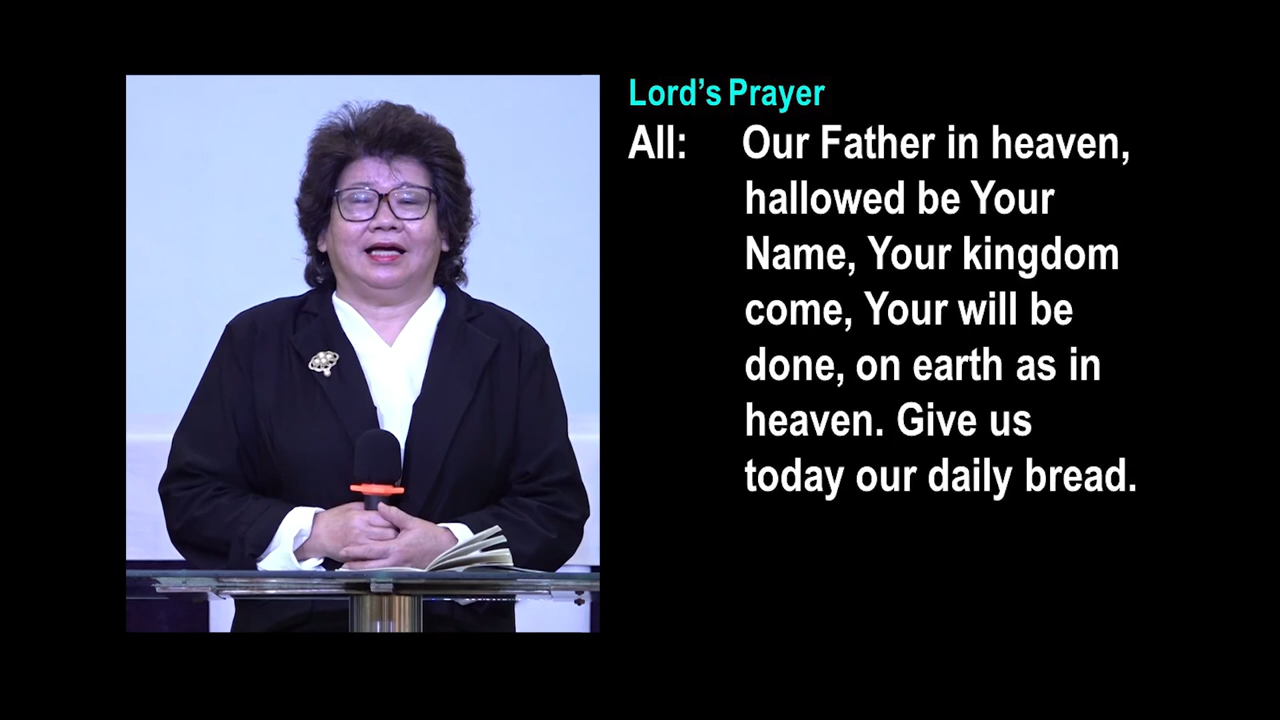 Lord’s Prayer
All: Our Father in heaven,
hallowed be Your
Name, Your kingdom
come, Your will be
done, on earth as in
heaven. Give us
today our daily bread.